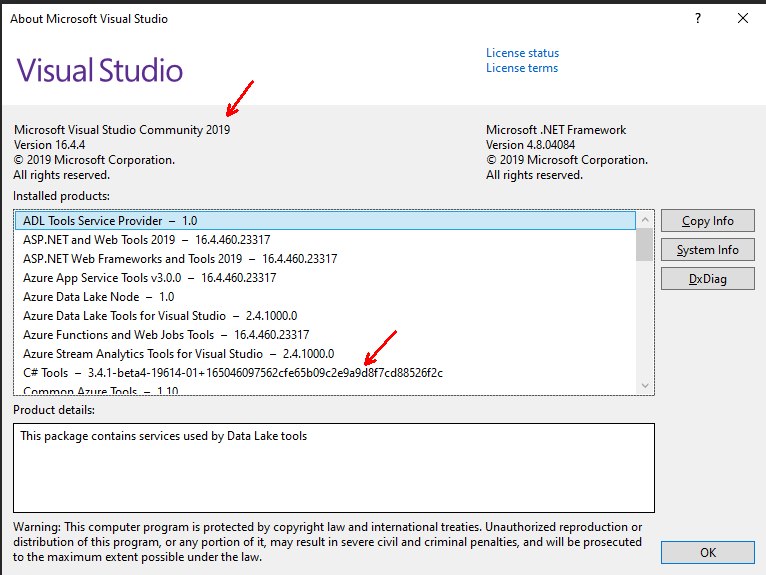 About Microsoft Visual Studio
?
Visual Studio
License status
License terms
Microsoft Visual Studio Community 2019
Version 16.4.4
© 2019 Microsoft Corporation.
All rights reserved.
Microsoft .NET Framework
Version 4.8.04084
© 2019 Microsoft Corporation.
All rights reserved.
Installed products:
ADL Tools Service Provider – 1.0
ASP.NET and Web Tools 2019 – 16.4.460.23317
ASP.NET Web Frameworks and Tools 2019 – 16.4.460.23317
Azure App Service Tools v3.0.0 – 16.4.460.23317
Azure Data Lake Node – 1.0
Azure Data Lake Tools for Visual Studio – 2.4.1000.0
Azure Functions and Web Jobs Tools – 16.4.460.23317
Azure Stream Analytics Tools for Visual Studio – 2.4.1000.0
C# Tools – 3.4.1-beta4-19614-01+165046097562cfe65b09c2e9a9d8f7cd88526f2c
Common Azure Tools – 1.10
Copy Info
System Info
DxDiag
Product details:
This package contains services used by Data Lake tools
Warning: This computer program is protected by copyright law and international treaties. Unauthorized reproduction or
distribution of this program, or any portion of it, may result in severe civil and criminal penalties, and will be prosecuted
to the maximum extent possible under the law.
OK